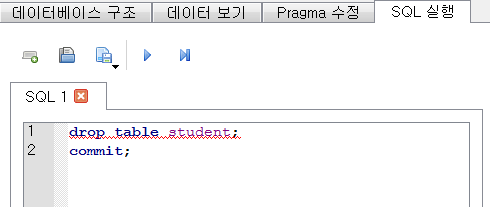 데이터베이스 구조 데이터 보기 Pragma 수정 SQL 실행
SQL 1
1 drop table student;
2 commit;